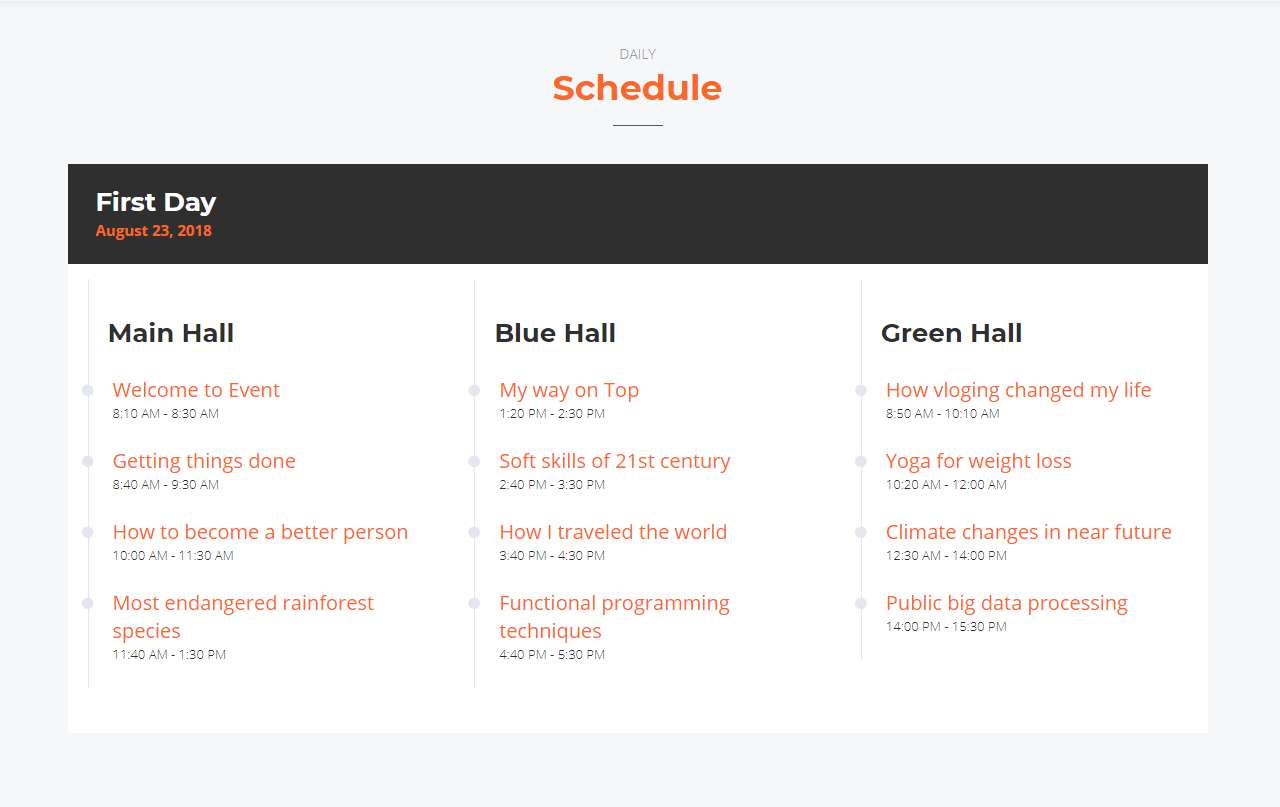 DAILY
Schedule
First Day
August 23, 2018
Main Hall
Welcome to Event
8:10 AM - 8:30 AM
Getting things done
8:40 AM - 9:30 AM
How to become a better person
10:00 AM - 11:30 AM
Most endangered rainforest
species
11:40 AM - 1:30 PM
Blue Hall
My way on Top
1:20 PM - 2:30 PM
Soft skills of 21st century
2:40 PM - 3:30 PM
How I traveled the world
3:40 PM - 4:30 PM
Functional programming
techniques
4:40 PM - 5:30 PM
Green Hall
How vloging changed my life
8:50 AM - 10:10 AM
Yoga for weight loss
10:20 AM - 12:00 AM
Climate changes in near future
12:30 AM - 14:00 PM
Public big data processing
14:00 PM - 15:30 PM